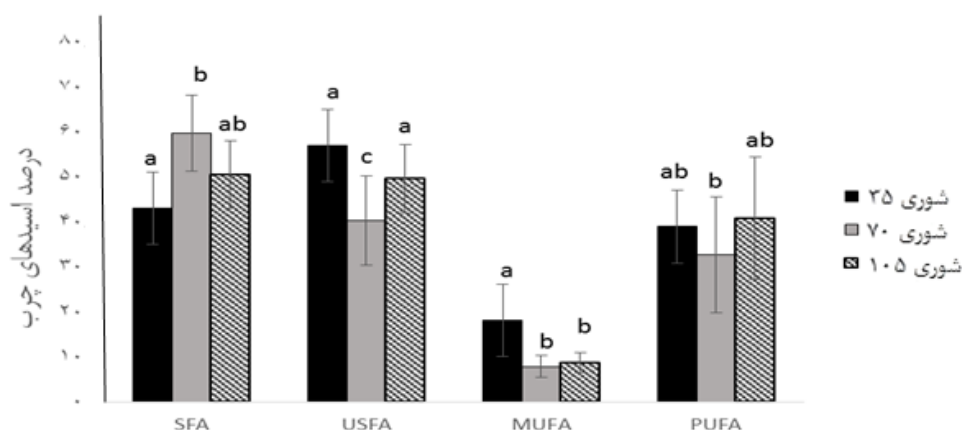 درصد اسیدهای چرب
۸۰
۷۰
۶۰
۵۰
۴۰
۳۰
۲۰
۱۰
۰
a b ab
a c a
a b b
ab b ab
SFA USFA MUFA PUFA
شوری ۳۵
شوری ۷۰
شوری ۱۰۵